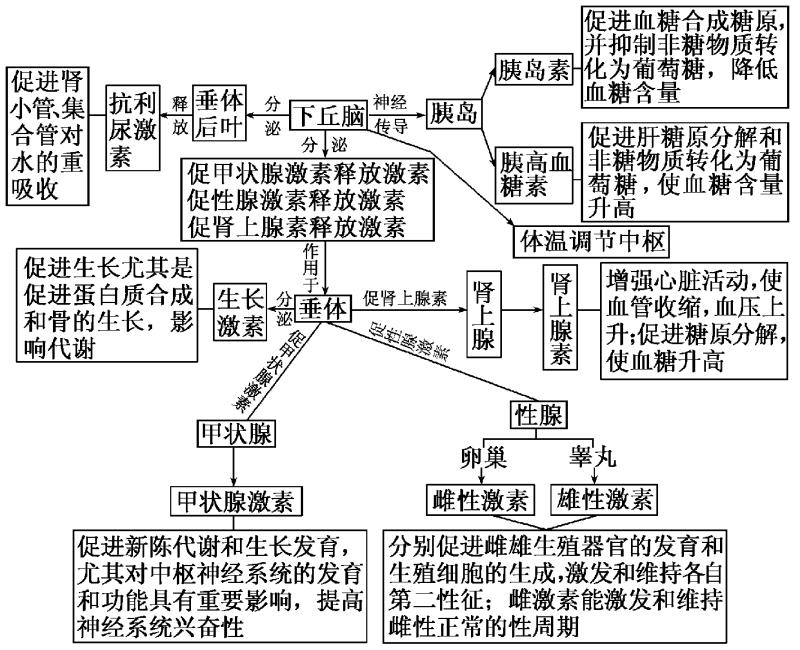 促进血糖合成糖原，
并抑制非糖物质转
化为葡萄糖，降低
血糖含量
胰岛素
促进肾
小管、集
合管对
水的重
吸收
抗利
尿激
素
释
放
垂体
后叶
分
泌
下丘脑
神经
传导
胰岛
胰高血
糖素
促进肝糖原分解和
非糖物质转化为葡
萄糖，使血糖含量
升高
分泌
促甲状腺激素释放激素
促性腺激素释放激素
促肾上腺素释放激素
体温调节中枢
作
用
于
促进生长尤其是
促进蛋白质合成
和骨的生长，影
响代谢
生长
激素
分
泌
垂体
促肾上腺素
肾
上
腺
肾
上
腺
素
增强心脏活动，使
血管收缩，血压上
升；促进糖原分解，
使血糖升高
促甲状腺激素
促性腺激素
甲状腺
性腺
卵巢
睾丸
甲状腺激素
雌性激素
雄性激素
促进新陈代谢和生长发育，
尤其对中枢神经系统的发育
和功能具有重要影响，提高
神经系统兴奋性
分别促进雌雄生殖器官的发育和
生殖细胞的生成，激发和维持各自
第二性征；雌激素能激发和维持
雌性正常的性周期